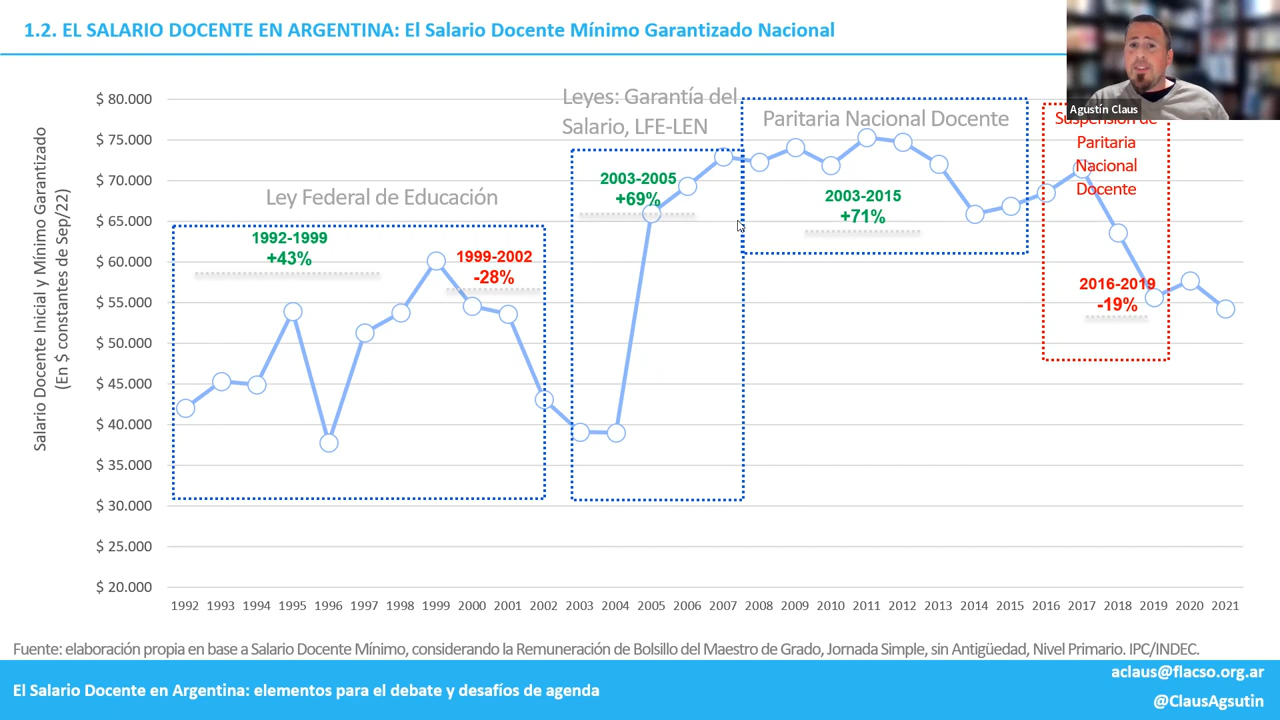 1.2. EL SALARIO DOCENTE EN ARGENTINA: El Salario Docente Mínimo Garantizado Nacional
Agustín Claus
Salario Docente Inicial y Mínimo Garantizado
(En $ constantes de Sep/22)
$ 80.000
$ 75.000
$ 70.000
$ 65.000
$ 60.000
$ 55.000
$ 50.000
$ 45.000
$ 40.000
$ 35.000
$ 30.000
$ 25.000
$ 20.000
Ley Federal de Educación
1992-1999
+43%
1999-2002
-28%
Leyes: Garantía del
Salario, LFE-LEN
2003-2005
+69%
Paritaria Nacional Docente
2003-2015
+71%
Suspensión de
Paritaria
Nacional
Docente
2016-2019
-19%
1992 1993 1994 1995 1996 1997 1998 1999 2000 2001 2002 2003 2004 2005 2006 2007 2008 2009 2010 2011 2012 2013 2014 2015 2016 2017 2018 2019 2020 2021
Fuente: elaboración propia en base a Salario Docente Mínimo, considerando la Remuneración de Bolsillo del Maestro de Grado, Jornada Simple, sin Antigüedad, Nivel Primario. IPC/INDEC.
El Salario Docente en Argentina: elementos para el debate y desafíos de agenda
aclaus@flacso.org.ar
@ClausAgsutin